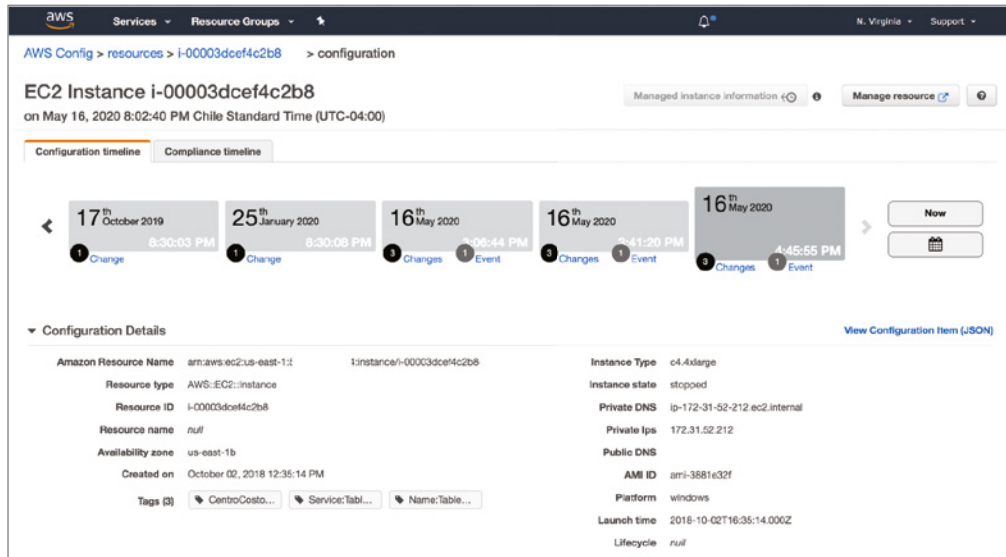 aws Services Resource Groups N. Virginia Support
AWS Config > resources > i-00003dcef4c2b8 > configuration
EC2 Instance i-00003dcef4c2b8
Managed instance information Manage resource
on May 16, 2020 8:02:40 PM Chile Standard Time (UTC-04:00)
Configuration timeline Compliance timeline
17th October 2019 8:30:03 PM 1 Change
25th January 2020 8:30:08 PM 1 Change
16th May 2020 3:06:44 PM 3 Changes 1 Event
16th May 2020 3:41:20 PM 3 Changes 1 Event
16th May 2020 4:45:55 PM 3 Changes 1 Event
Now
Configuration Details View Configuration Item (JSON)
Amazon Resource Name arn:aws:ec2:us-east-1: :instance/i-00003dcef4c2b8
Resource type AWS::EC2::Instance
Resource ID i-00003dcef4c2b8
Resource name null
Availability zone us-east-1b
Created on October 02, 2018 12:35:14 PM
Tags (3) CentroCosto... Service:Tabl... Name:Table...
Instance Type c4.4xlarge
Instance state stopped
Private DNS ip-172-31-52-212.ec2.internal
Private Ips 172.31.52.212
Public DNS
AMI ID ami-3881e32f
Platform windows
Launch time 2018-10-02T16:35:14.000Z
Lifecycle null